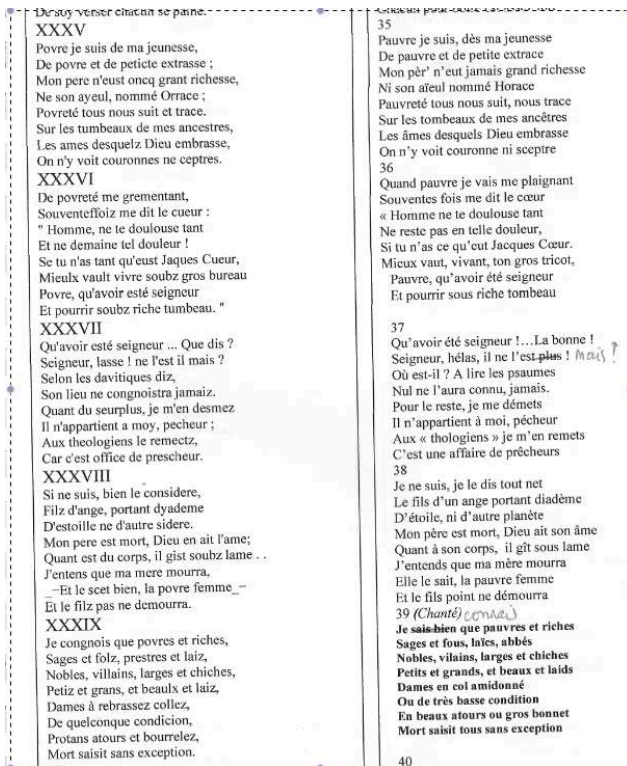 De soy verser chacun se pasme.
XXXV
Povre je suis de ma jeunesse,
De povre et de peticte extrasse ;
Mon pere n'eust oncq grant richesse,
Ne son ayeul, nommé Orrace ;
Povreté tous nous suit et trace.
Sur les tumbeaux de mes ancestres,
Les ames desquelz Dieu embrasse,
On n'y voit couronnes ne ceptres.
XXXVI
De povreté me grementant,
Souventeffoiz me dit le cueur :
" Homme, ne te doulouse tant
Et ne demaine tel douleur !
Se tu n'as tant qu'eust Jaques Cueur,
Mieulx vault vivre soubz gros bureau
Povre, qu'avoir esté seigneur
Et pourrir soubz riche tumbeau. "
XXXVII
Qu'avoir esté seigneur ... Que dis ?
Seigneur, lasse ! ne l'est il mais ?
Selon les davitiques diz,
Son lieu ne congnoistra jamaiz.
Quant du seurplus, je m'en desmez
Il n'appartient a moy, pecheur ;
Aux theologiens le remectz,
Car c'est office de prescheur.
XXXVIII
Si ne suis, bien le considere,
Filz d'ange, portant dyademe
D'estoille ne d'autre sidere.
Mon pere est mort, Dieu en ait l'ame;
Quant est du corps, il gist soubz lame . .
J'entens que ma mere mourra,
_–Et le scet bien, la povre femme_–
Et le filz pas ne demourra.
XXXIX
Je congnois que povres et riches,
Sages et folz, prestres et laiz,
Nobles, villains, larges et chiches,
Petiz et grans, et beaulx et laiz,
Dames à rebrassez collez,
De quelconque condicion,
Protans atours et bourrelez,
Mort saisit sans exception.
35
Pauvre je suis, dès ma jeunesse
De pauvre et de petite extrace
Mon pèr' n'eut jamais grand richesse
Ni son aïeul nommé Horace
Pauvreté tous nous suit, nous trace
Sur les tombeaux de mes ancêtres
Les âmes desquels Dieu embrasse
On n'y voit couronne ni sceptre
36
Quand pauvre je vais me plaignant
Souventes fois me dit le cœur
« Homme ne te doulouse tant
Ne reste pas en telle douleur,
Si tu n'as ce qu'eut Jacques Cœur.
Mieux vaut, vivant, ton gros tricot,
Pauvre, qu'avoir été seigneur
Et pourrir sous riche tombeau
37
Qu'avoir été seigneur !…La bonne !
Seigneur, hélas, il ne l'est plus ! Mais ?
Où est-il ? A lire les psaumes
Nul ne l'aura connu, jamais.
Pour le reste, je me démets
Il n'appartient à moi, pécheur
Aux « thologiens » je m'en remets
C'est une affaire de prêcheurs
38
Je ne suis, je le dis tout net
Le fils d'un ange portant diadème
D'étoile, ni d'autre planète
Mon père est mort, Dieu ait son âme
Quant à son corps, il gît sous lame
J'entends que ma mère mourra
Elle le sait, la pauvre femme
Et le fils point ne démourra
39 (Chanté) connais
Je sais bien que pauvres et riches
Sages et fous, laïcs, abbés
Nobles, vilains, larges et chiches
Petits et grands, et beaux et laids
Dames en col amidonné
Ou de très basse condition
En beaux atours ou gros bonnet
Mort saisit tous sans exception
40